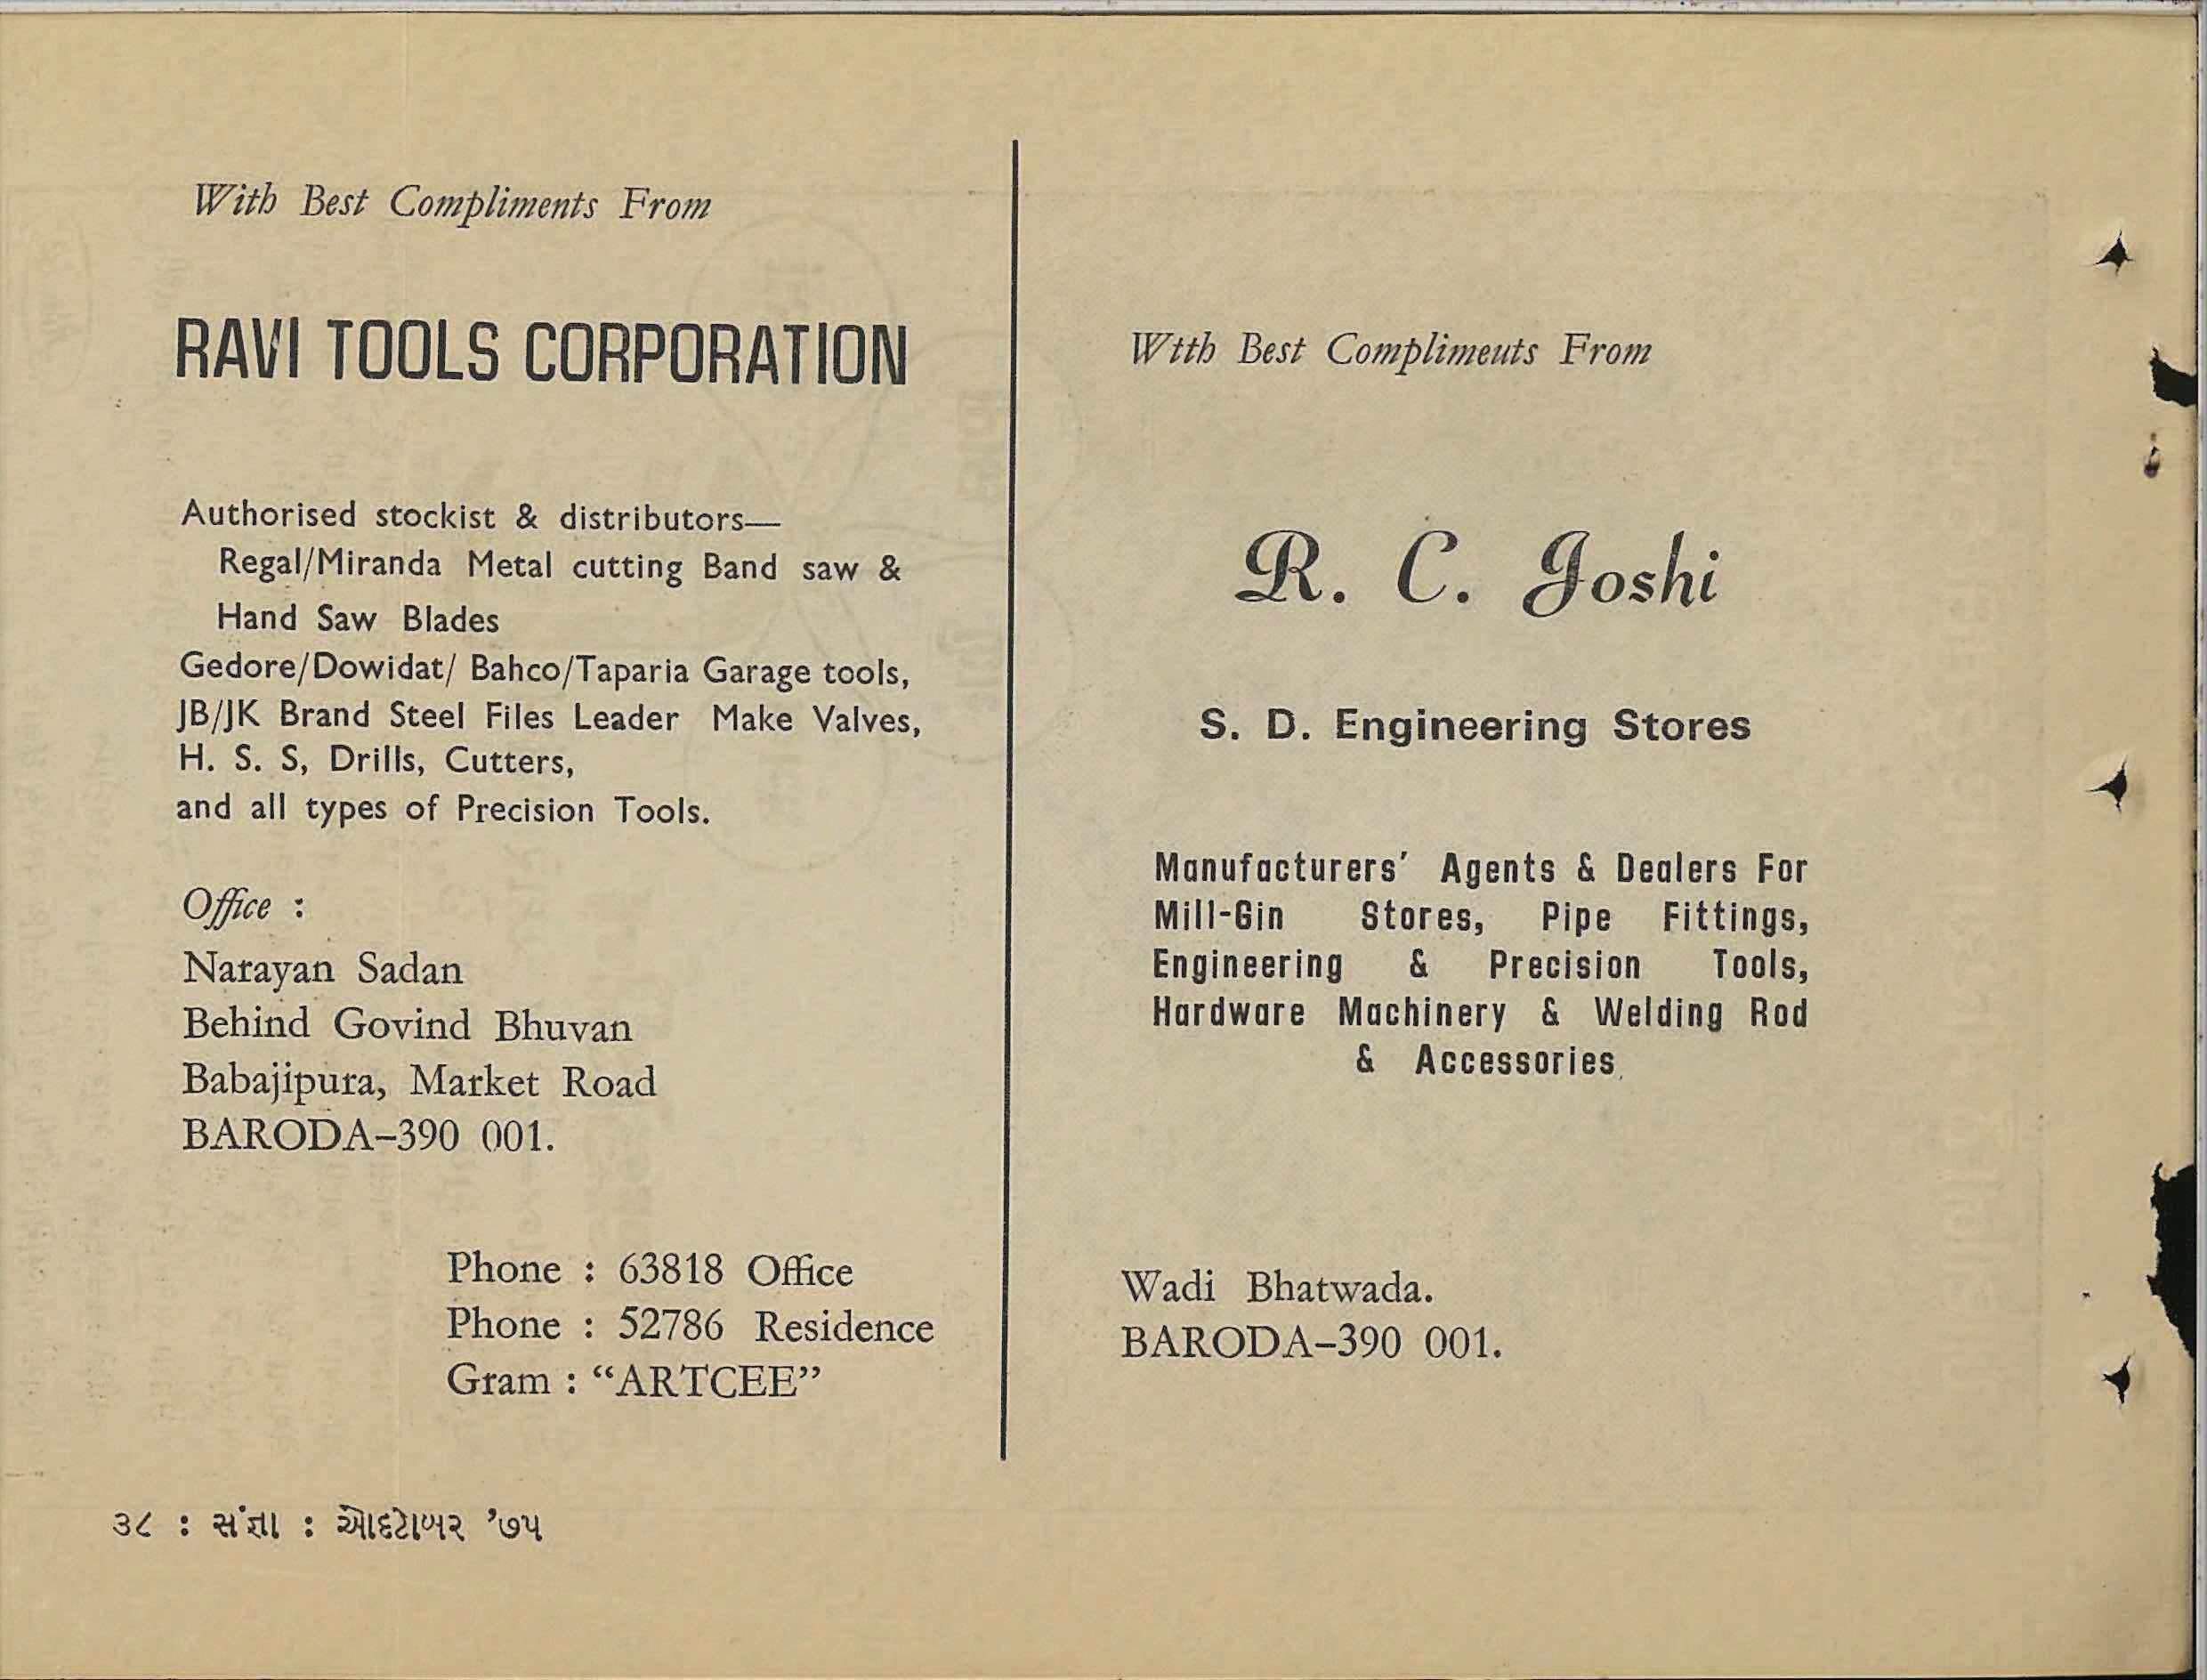 With Best Compliments From
RAVI TOOLS CORPORATION
Authorised stockist & distributors—
Regal/Miranda Metal cutting Band saw &
Hand Saw Blades
Gedore/Dowidat/ Bahco/Taparia Garage tools,
JB/JK Brand Steel Files Leader Make Valves,
H. S. S, Drills, Cutters,
and all types of Precision Tools.
Office :
Narayan Sadan
Behind Govind Bhuvan
Babajipura, Market Road
BARODA–390 001.
Phone : 63818 Office
Phone : 52786 Residence
Gram : “ARTCEE”
Wtth Best Complimeuts From
R. C. Joshi
S. D. Engineering Stores
Manufacturers’ Agents & Dealers For
Mill-Gin Stores, Pipe Fittings,
Engineering & Precision Tools,
Hardware Machinery & Welding Rod
& Accessories.
Wadi Bhatwada.
BARODA–390 001.
૩૮ : સંજ્ઞા : ઓક્ટોબર ’૭૫